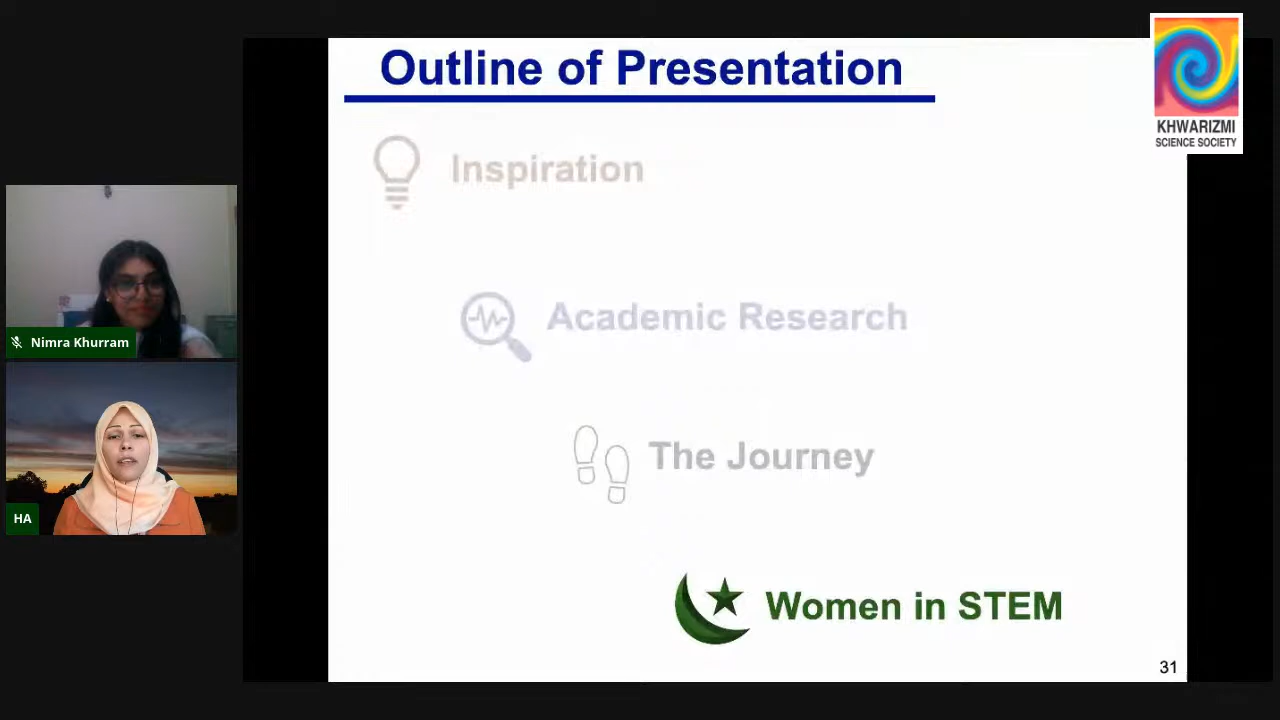 Outline of Presentation
KHWARIZMI
SCIENCE SOCIETY
Inspiration
Academic Research
The Journey
Women in STEM
31
Nimra Khurram
HA